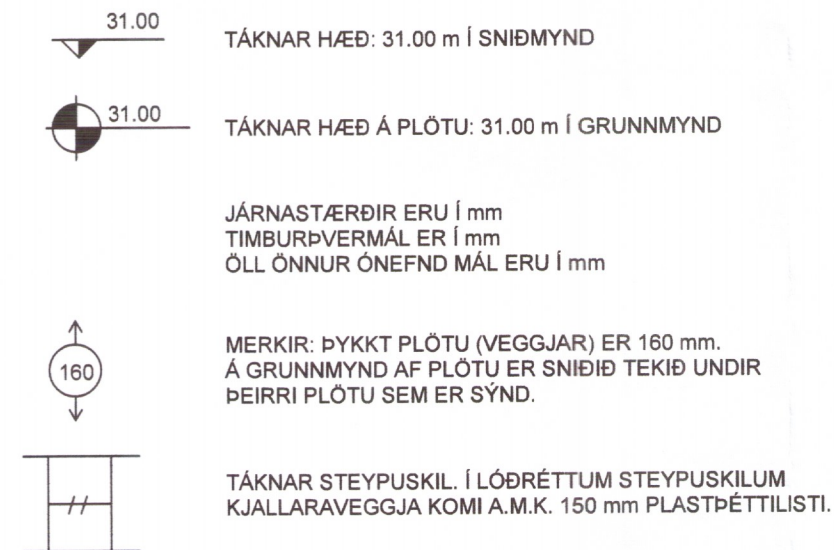 31.00
TÁKNAR HÆÐ: 31.00 m Í SNIÐMYND
31.00
TÁKNAR HÆÐ Á PLÖTU: 31.00 m Í GRUNNMYND
JÁRNASTÆRÐIR ERU Í mm
TIMBURÞVERMÁL ER Í mm
ÖLL ÖNNUR ÓNEFND MÁL ERU Í mm
160
MERKIR: ÞYKKT PLÖTU (VEGGJAR) ER 160 mm.
Á GRUNNMYND AF PLÖTU ER SNIÐIÐ TEKIÐ UNDIR
ÞEIRRI PLÖTU SEM ER SÝND.
TÁKNAR STEYPUSKIL. Í LÓÐRÉTTUM STEYPUSKILUM
KJALLARAVEGGJA KOMI A.M.K. 150 mm PLASTÞÉTTILISTI.